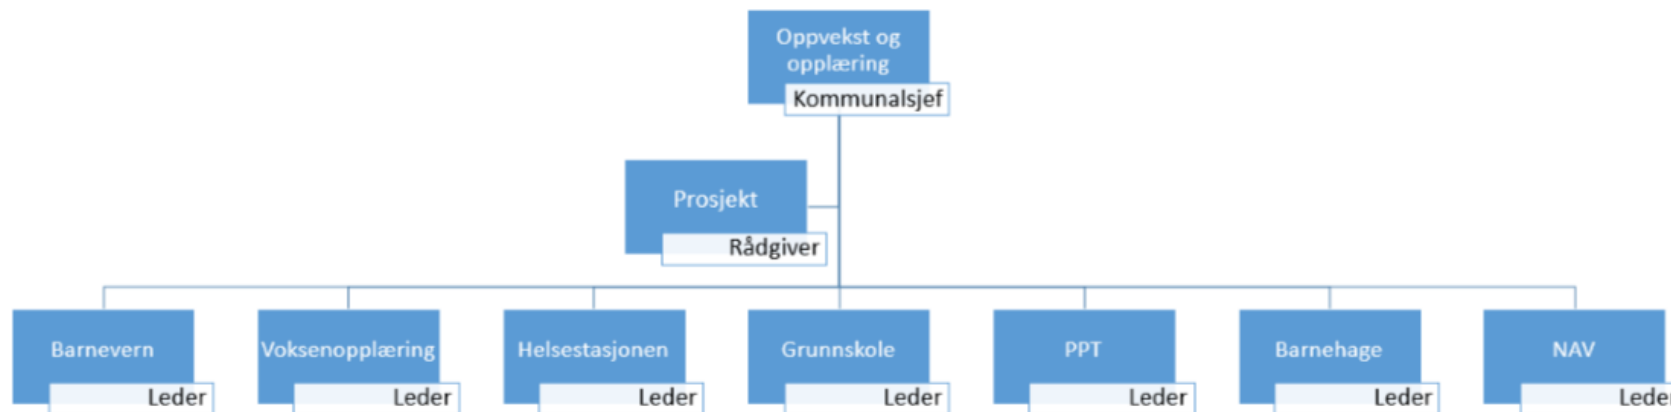 Oppvekst og
opplæring
Kommunalsjef
Prosjekt
Rådgiver
Barnevern
Leder
Voksenopplæring
Leder
Helsestasjonen
Leder
Grunnskole
Leder
PPT
Leder
Barnehage
Leder
NAV
Leder